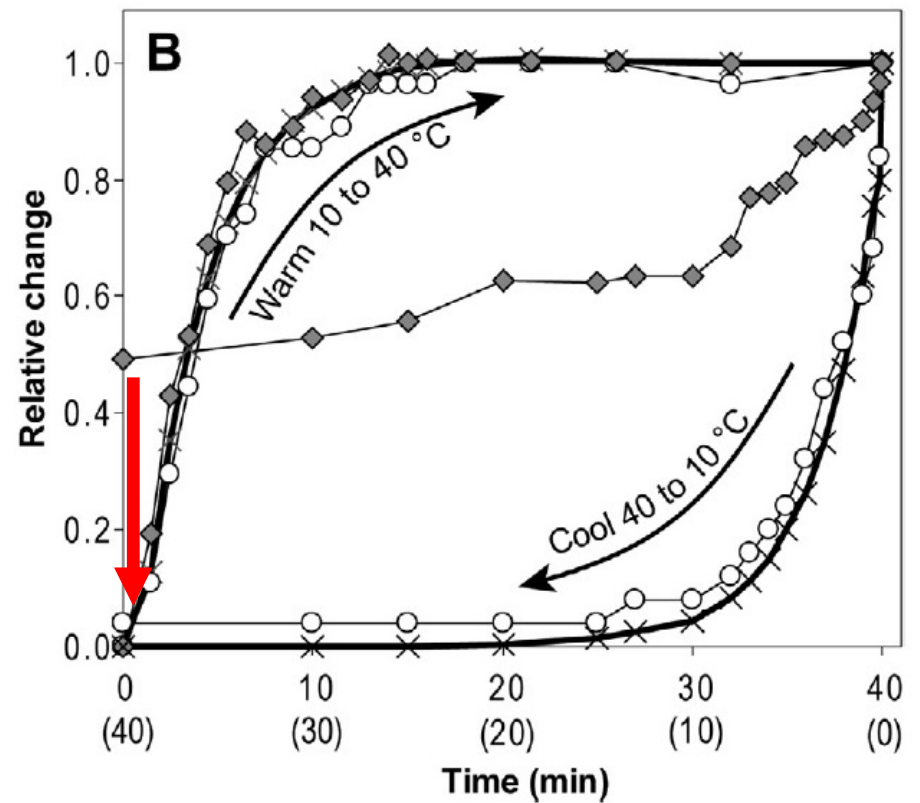 B
1.0
0.8
0.6
0.4
0.2
0.0
Relative change
Warm 10 to 40 °C
Cool 40 to 10 °C
0 10 20 30 40
(40) (30) (20) (10) (0)
Time (min)